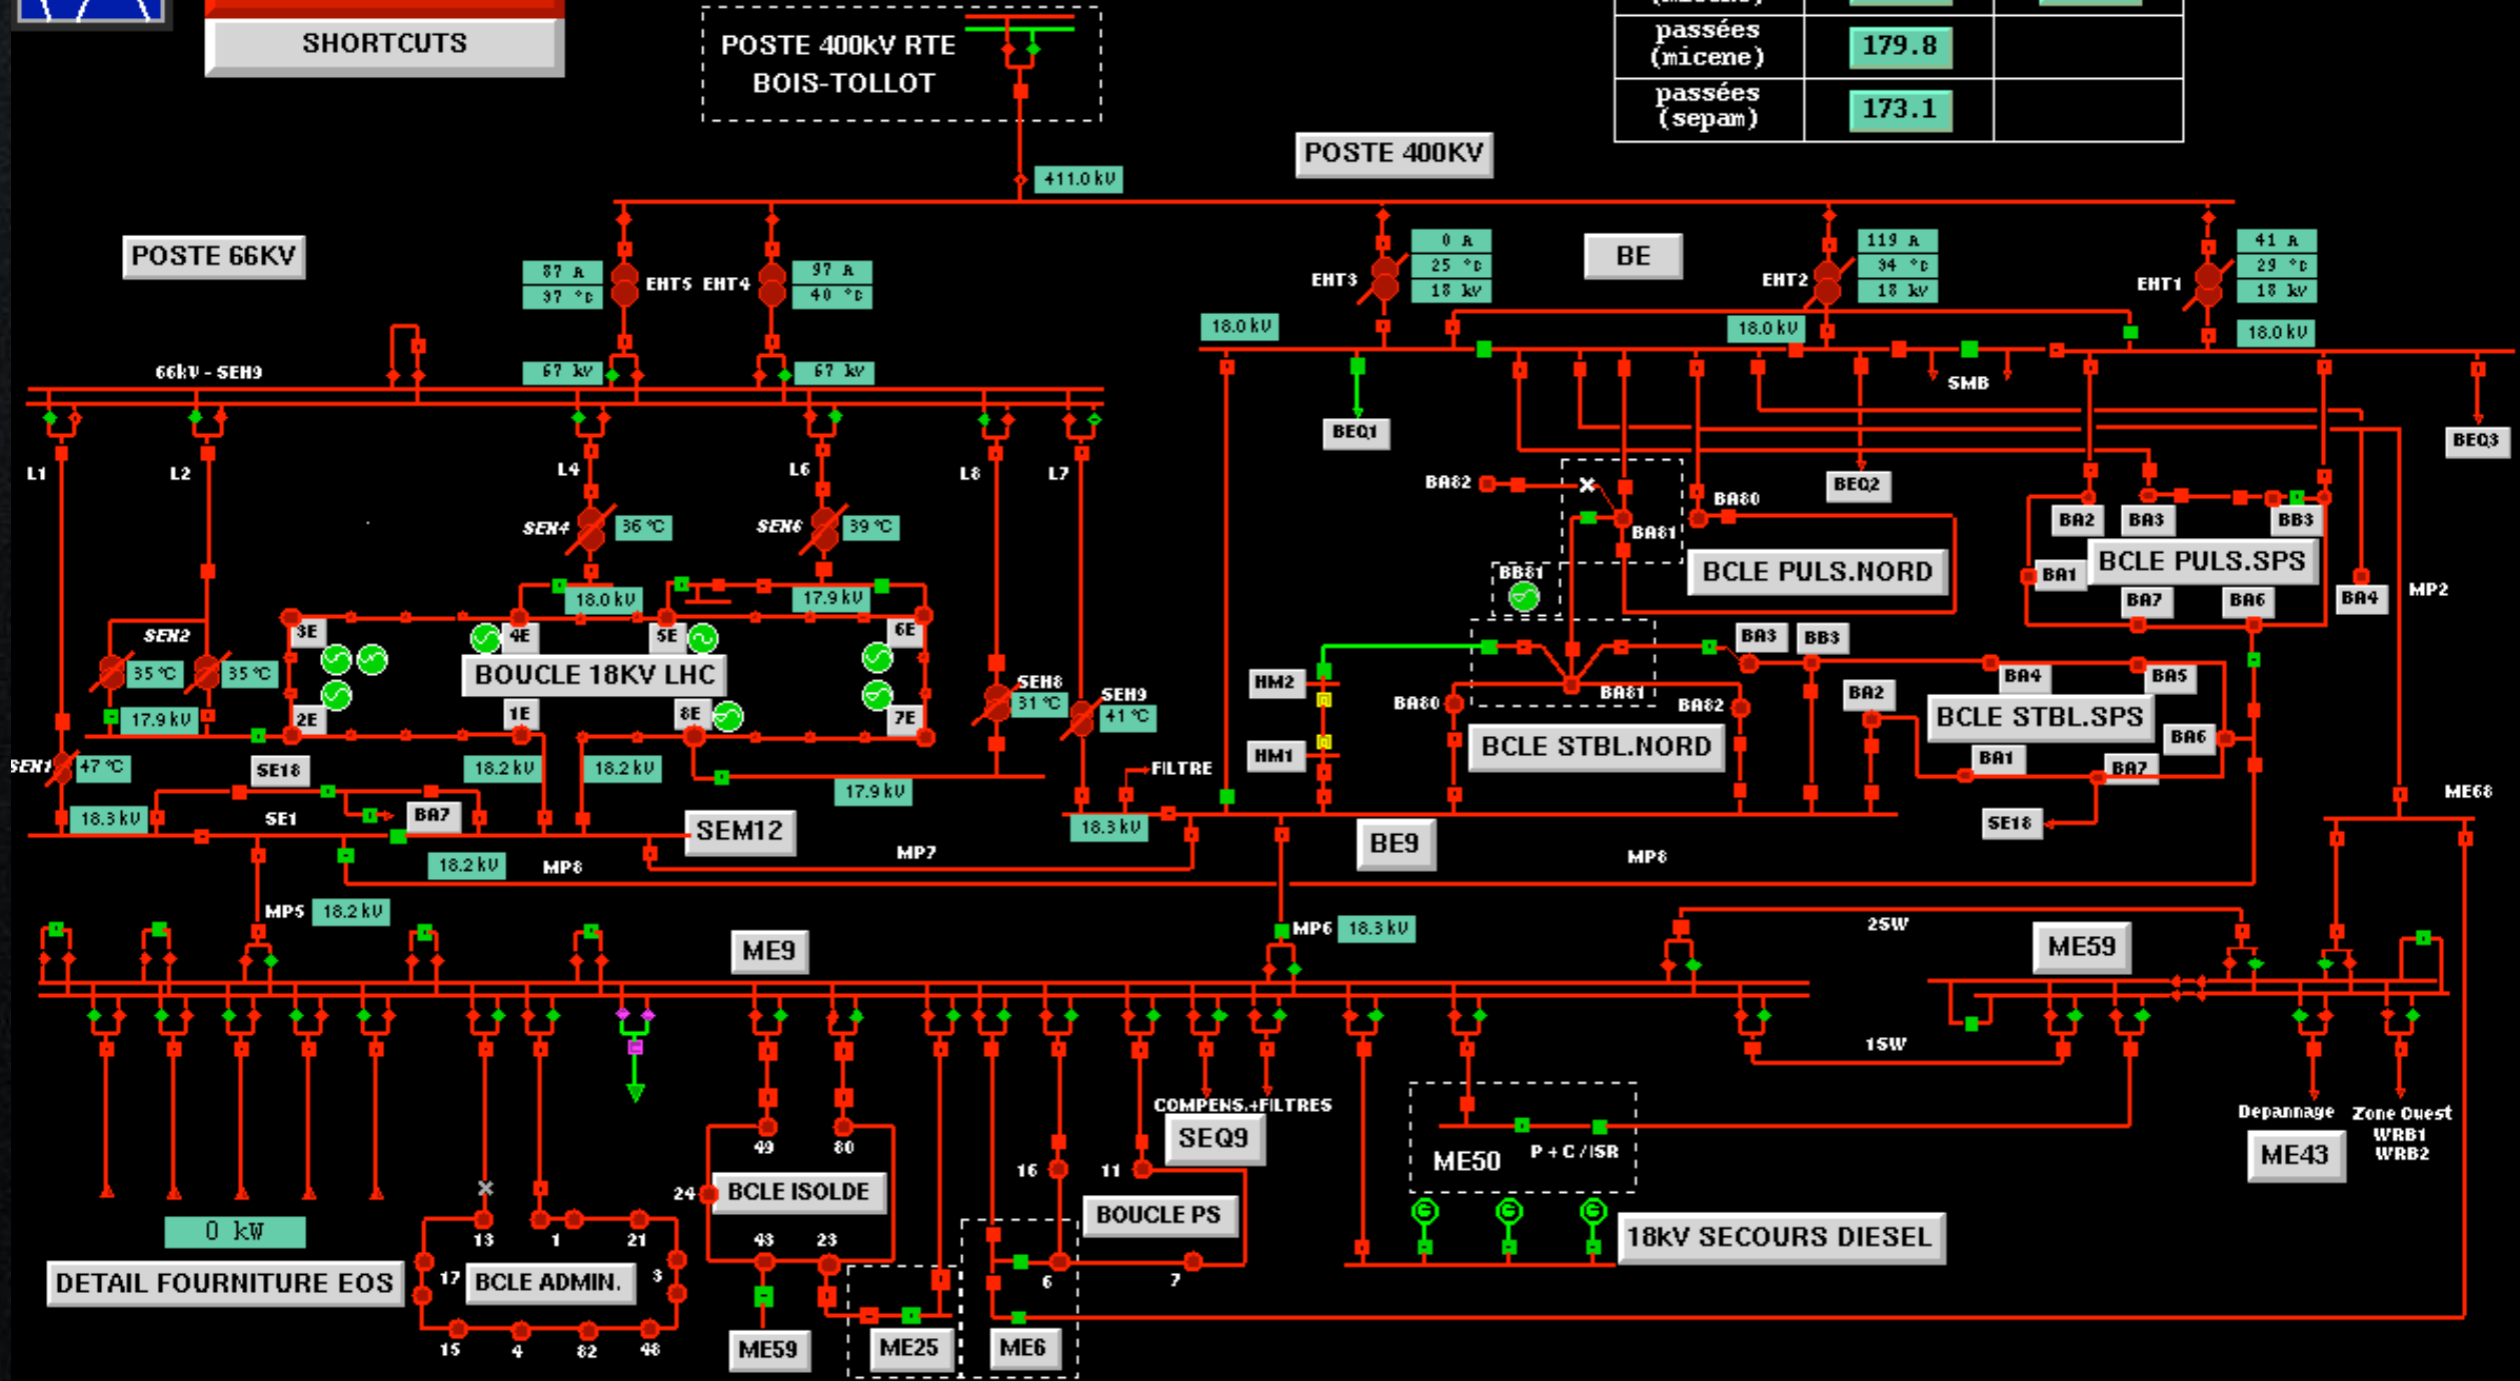 SHORTCUTS
POSTE 400kV RTE
BOIS-TOLLOT
passées
(micene)
179.8
passées
(sepam)
173.1
POSTE 400KV
411.0 kV
POSTE 66KV
BE
87 A
37 °C
EHT5
EHT4
97 A
40 °C
EHT3
0 A
25 °C
18 kV
EHT2
119 A
34 °C
18 kV
EHT1
41 A
29 °C
18 kV
18.0 kV
18.0 kV
18.0 kV
66kV - SEH9
67 kV
67 kV
SMB
BEQ1
BEQ3
L1
L2
L4
L6
L8
L7
BA82
BA80
BEQ2
SEH4
36 °C
SEH6
39 °C
BA81
BA2
BA3
BB3
BCLE PULS.NORD
BCLE PULS.SPS
BB81
BA1
BA7
BA6
BA4
MP2
18.0 kV
17.9 kV
3E
SEH2
4E
5E
6E
35 °C
35 °C
BOUCLE 18KV LHC
BA3
BB3
HM2
BA80
BA81
BA82
SEH8
31 °C
SEH9
41 °C
BA2
BA4
BA5
BCLE STBL.SPS
17.9 kV
2E
1E
8E
7E
BCLE STBL.NORD
BA6
HM1
BA1
BA7
SEH1
47 °C
SE18
18.2 kV
18.2 kV
FILTRE
17.9 kV
ME68
18.3 kV
SE1
BA7
SEM12
18.3 kV
SE18
BE9
18.2 kV
MP8
MP7
MP8
MP5
18.2 kV
MP6
18.3 kV
ME9
2SW
ME59
1SW
COMPENS.+FILTRES
SEQ9
Depannage
ME43
Zone Ouest
WRB1
WRB2
ME50
P + C / ISR
49
80
16
11
24
BCLE ISOLDE
BOUCLE PS
0 kW
DETAIL FOURNITURE EOS
13
1
21
43
23
18kV SECOURS DIESEL
17
BCLE ADMIN.
3
6
7
15
4
82
48
ME59
ME25
ME6